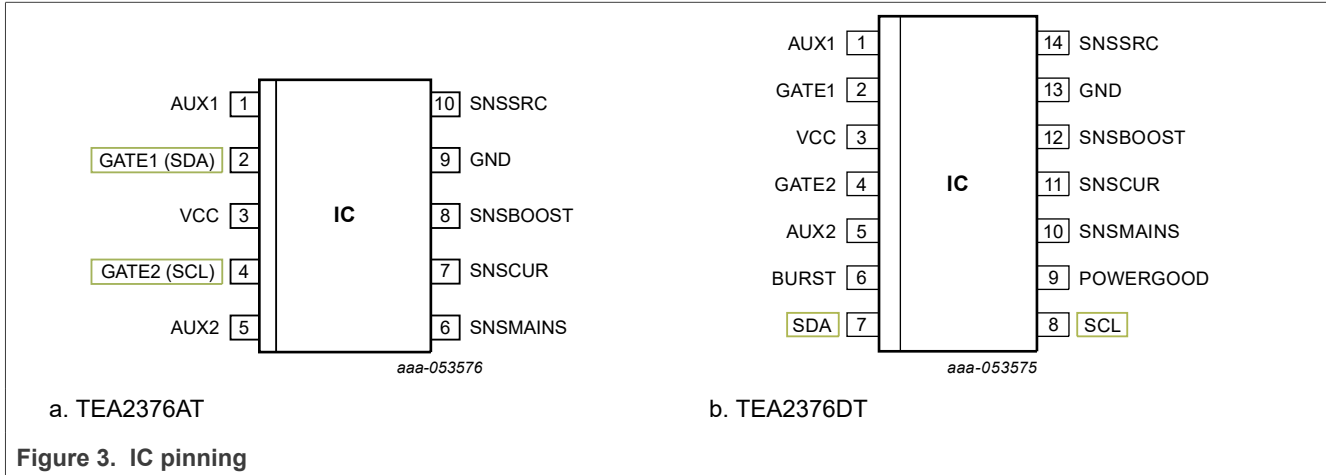 AUX1 1
GATE1 (SDA) 2
VCC 3
GATE2 (SCL) 4
AUX2 5
IC
10 SNSSRC
9 GND
8 SNSBOOST
7 SNSCUR
6 SNSMAINS
aaa-053576
a. TEA2376AT
AUX1 1
GATE1 2
VCC 3
GATE2 4
AUX2 5
BURST 6
SDA 7
IC
14 SNSSRC
13 GND
12 SNSBOOST
11 SNSCUR
10 SNSMAINS
9 POWERGOOD
8 SCL
aaa-053575
b. TEA2376DT
Figure 3. IC pinning